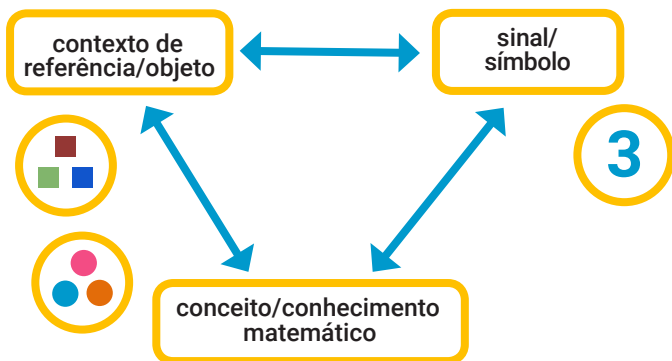 contexto de
referência/objeto
sinal/
símbolo
3
conceito/conhecimento
matemático